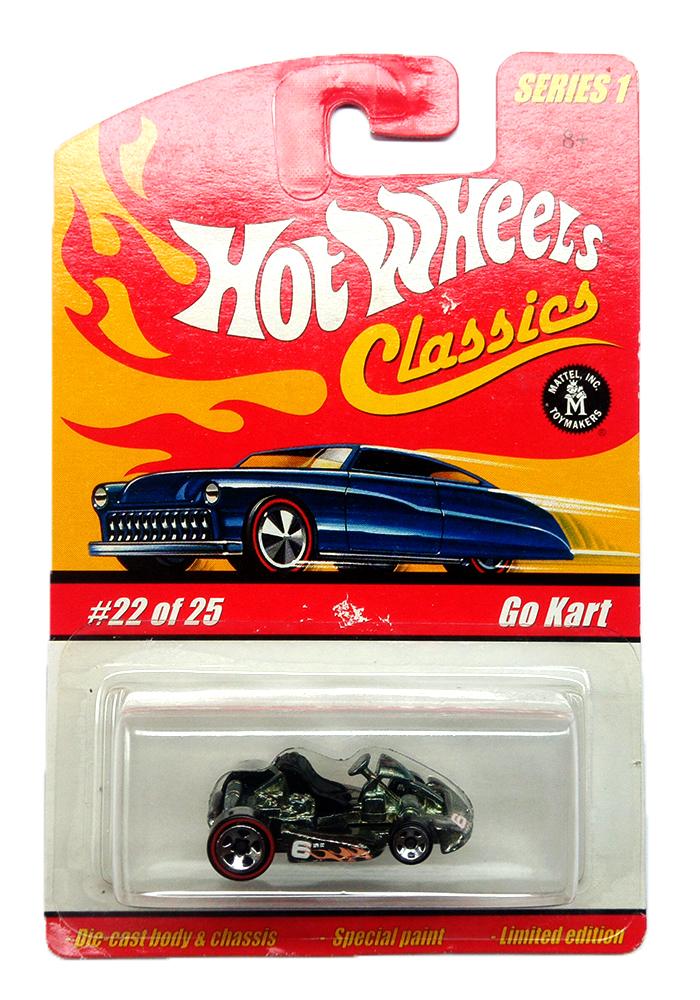 SERIES 1
8+
Hot Wheels
Classics
MATTEL, INC.
M
TOYMAKERS
®
#22 of 25
Go Kart
6
6
Die-cast body & chassis - Special paint - Limited edition